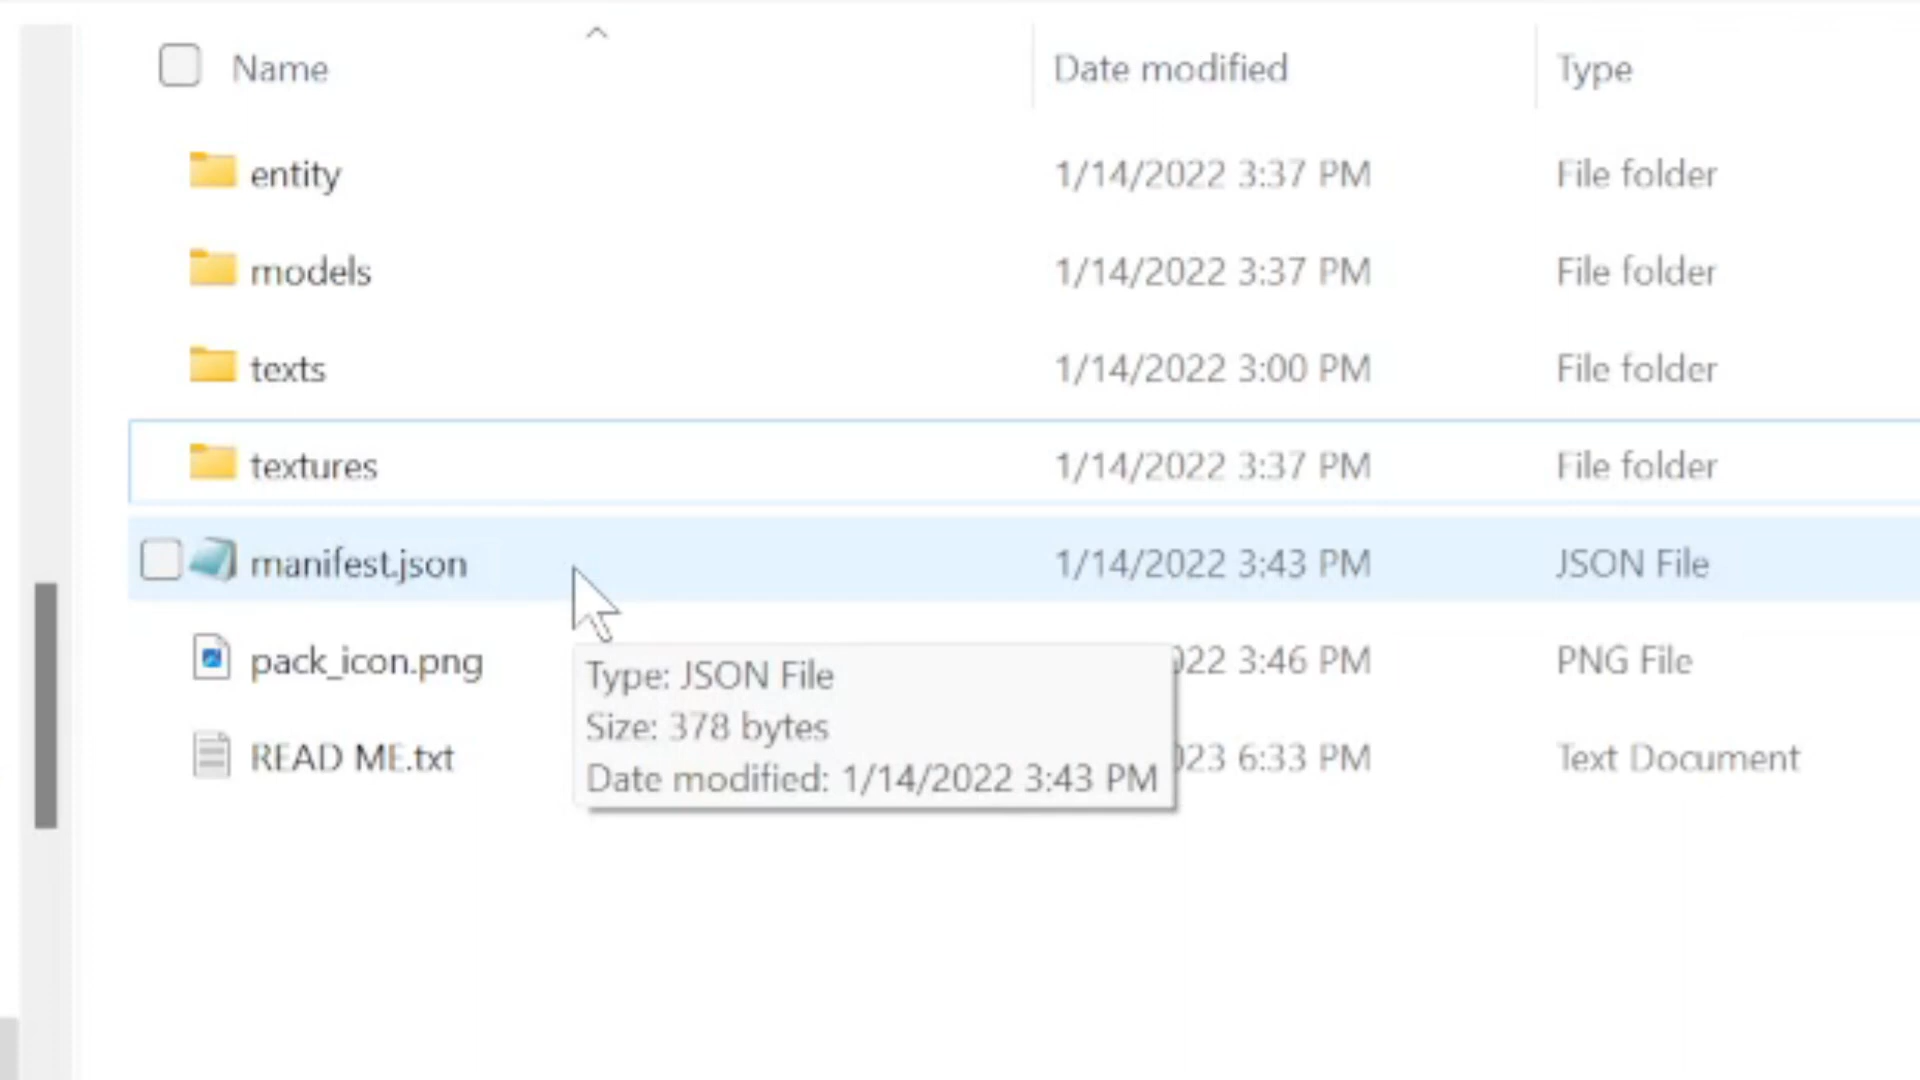 Name Date modified Type
entity 1/14/2022 3:37 PM File folder
models 1/14/2022 3:37 PM File folder
texts 1/14/2022 3:00 PM File folder
textures 1/14/2022 3:37 PM File folder
manifest.json 1/14/2022 3:43 PM JSON File
pack_icon.png 022 3:46 PM PNG File
READ ME.txt 023 6:33 PM Text Document
Type: JSON File
Size: 378 bytes
Date modified: 1/14/2022 3:43 PM